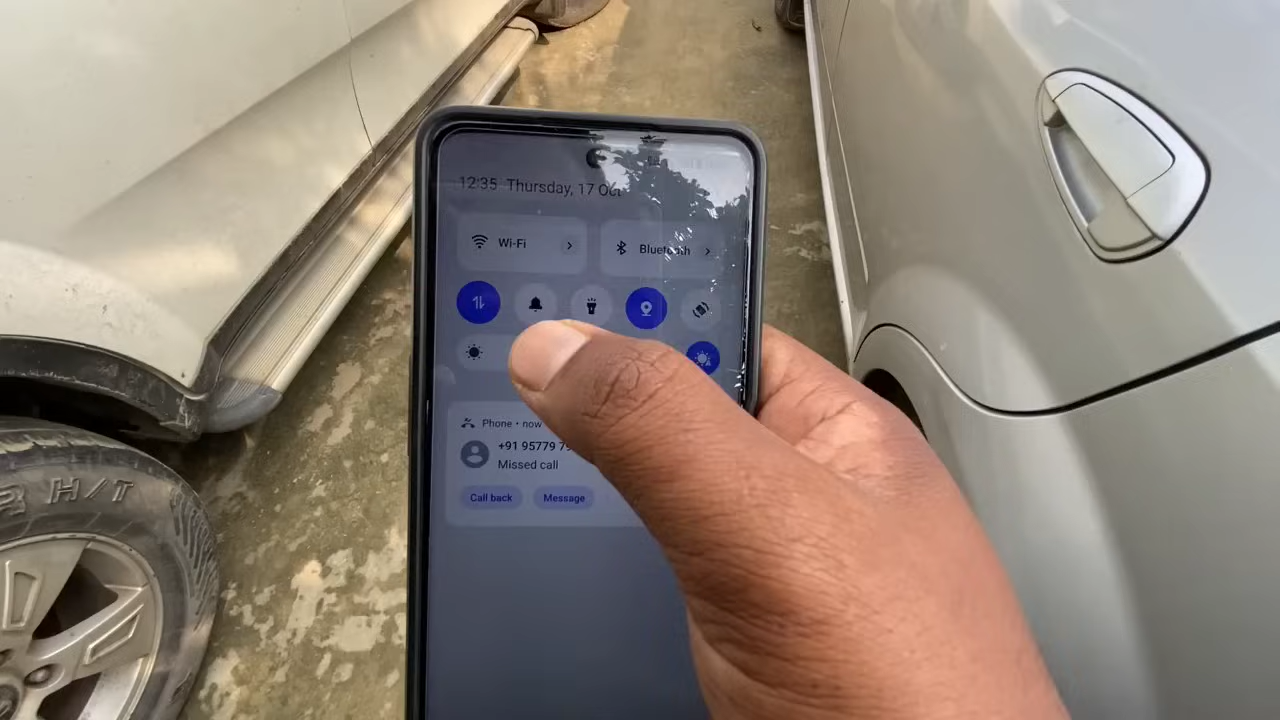 12:35 Thursday, 17 Oct
Wi-Fi
Bluetooth
Phone • now
+91 95779
Missed call
Call back
Message
R H/T